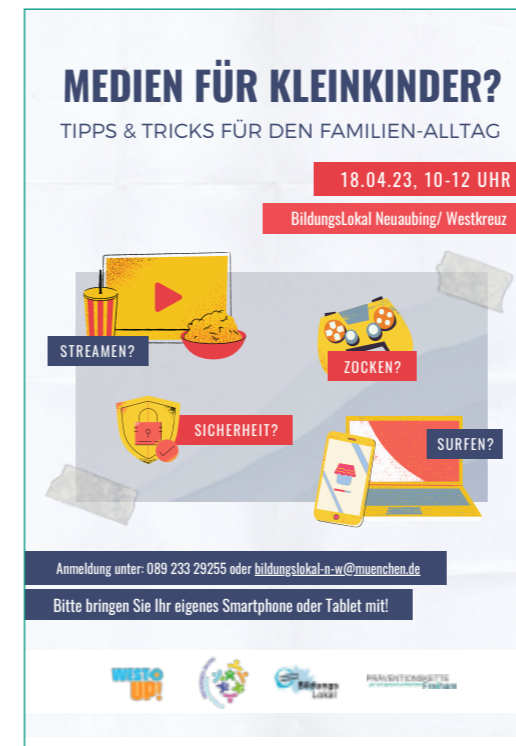 MEDIEN FÜR KLEINKINDER?
TIPPS & TRICKS FÜR DEN FAMILIEN-ALLTAG
18.04.23, 10-12 UHR
BildungsLokal Neuaubing/ Westkreuz
STREAMEN?
ZOCKEN?
SICHERHEIT?
SURFEN?
Anmeldung unter: 089 233 29255 oder bildungslokal-n-w@muenchen.de
Bitte bringen Sie Ihr eigenes Smartphone oder Tablet mit!
WEST
UP!
Bildungs
Lokal
PRÄVENTIONSKETTE
Freiham